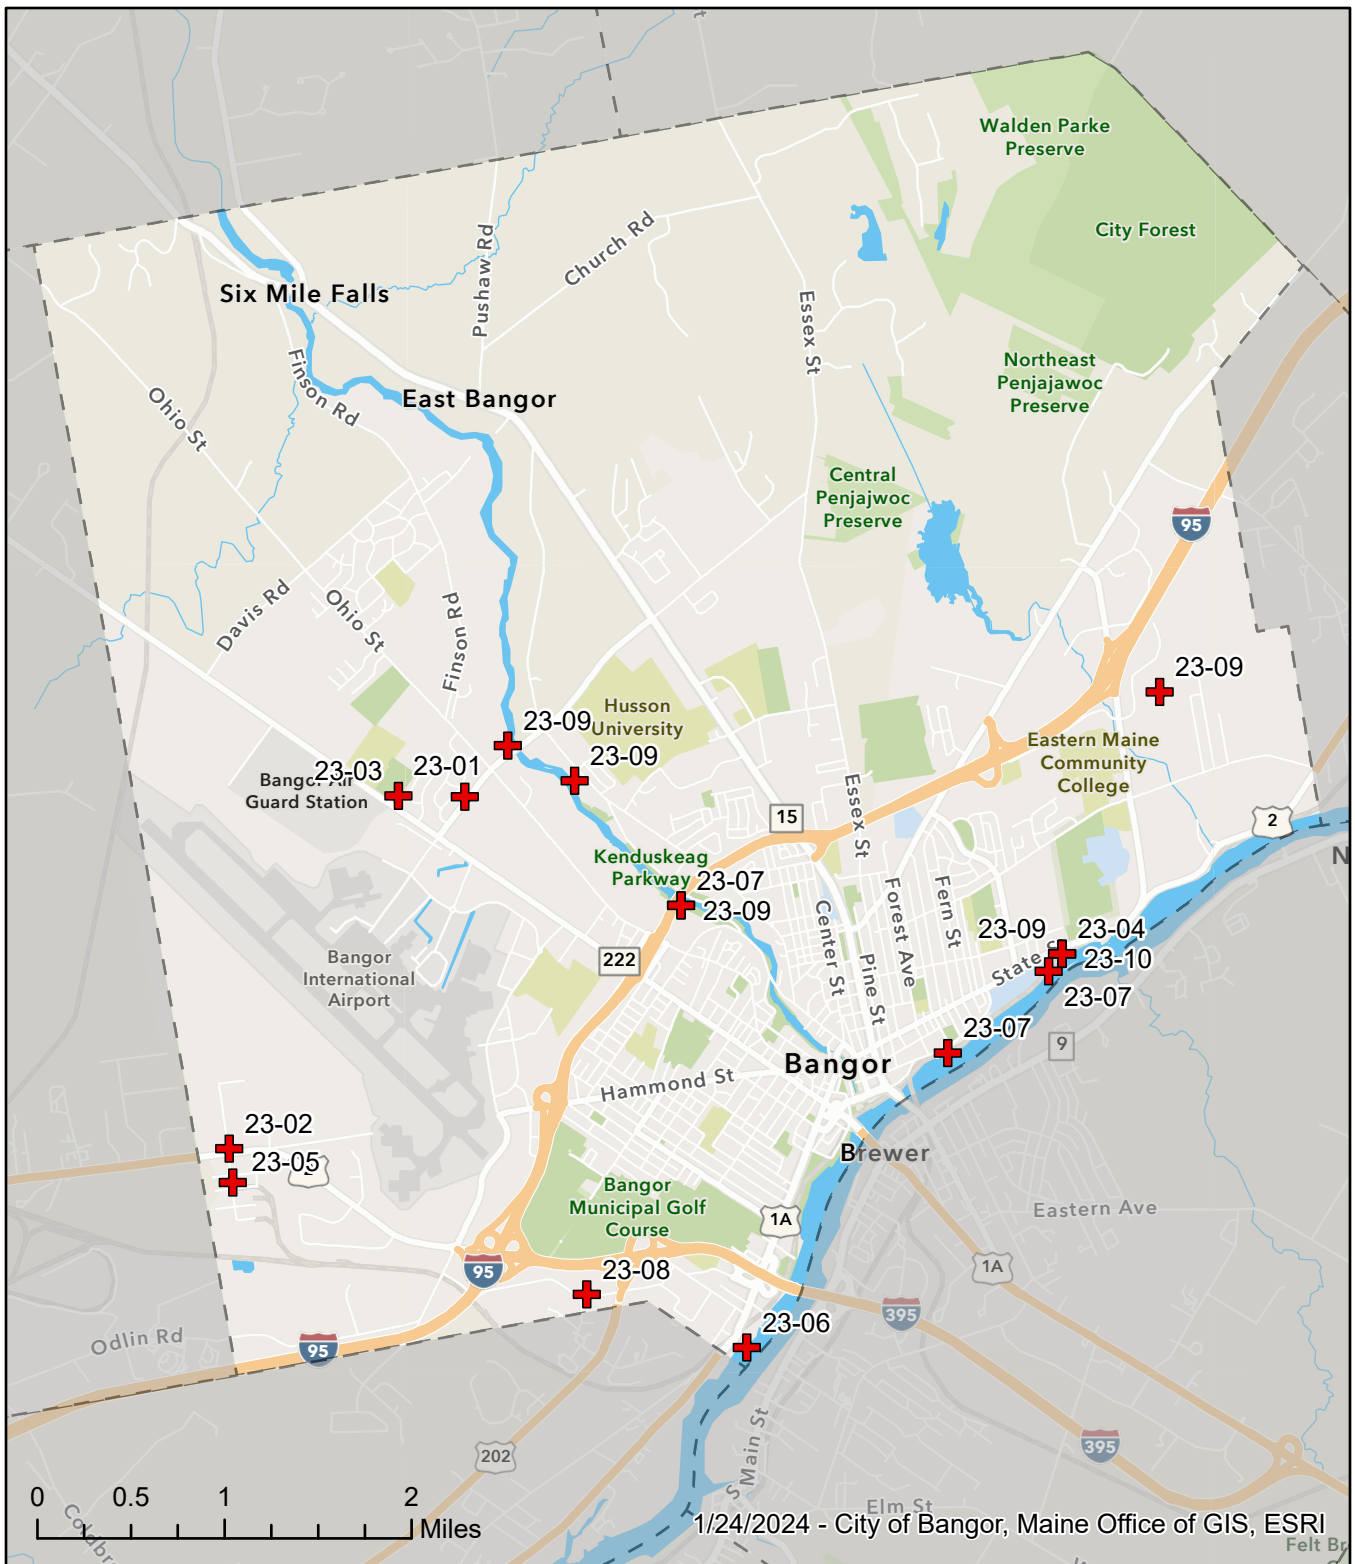 Walden Parke
Preserve
City Forest
Pushaw Rd
Church Rd
Six Mile Falls
Essex St
Northeast
Penjajawoc
Preserve
Finson Rd
East Bangor
Ohio St
Central
Penjajwoc
Preserve
95
Davis Rd
Ohio St
Finson Rd
23-09
Husson
University
23-09
23-09
Eastern Maine
Community
College
23-03
23-01
Guard Station
Essex St
15
2
Kenduskeag
Parkway
23-07
23-09
Center St
Forest Ave
Fern St
Pine St
222
Bangor
International
Airport
23-09
23-04
State
23-10
23-07
23-07
9
Bangor
Hammond St
23-02
23-05
2
Brewer
Bangor
Municipal Golf
Course
1A
Eastern Ave
1A
95
23-08
395
23-06
Odlin Rd
95
S Main St
202
395
0 0.5 1 2
Miles
Elm St
1/24/2024 - City of Bangor, Maine Office of GIS, ESRI